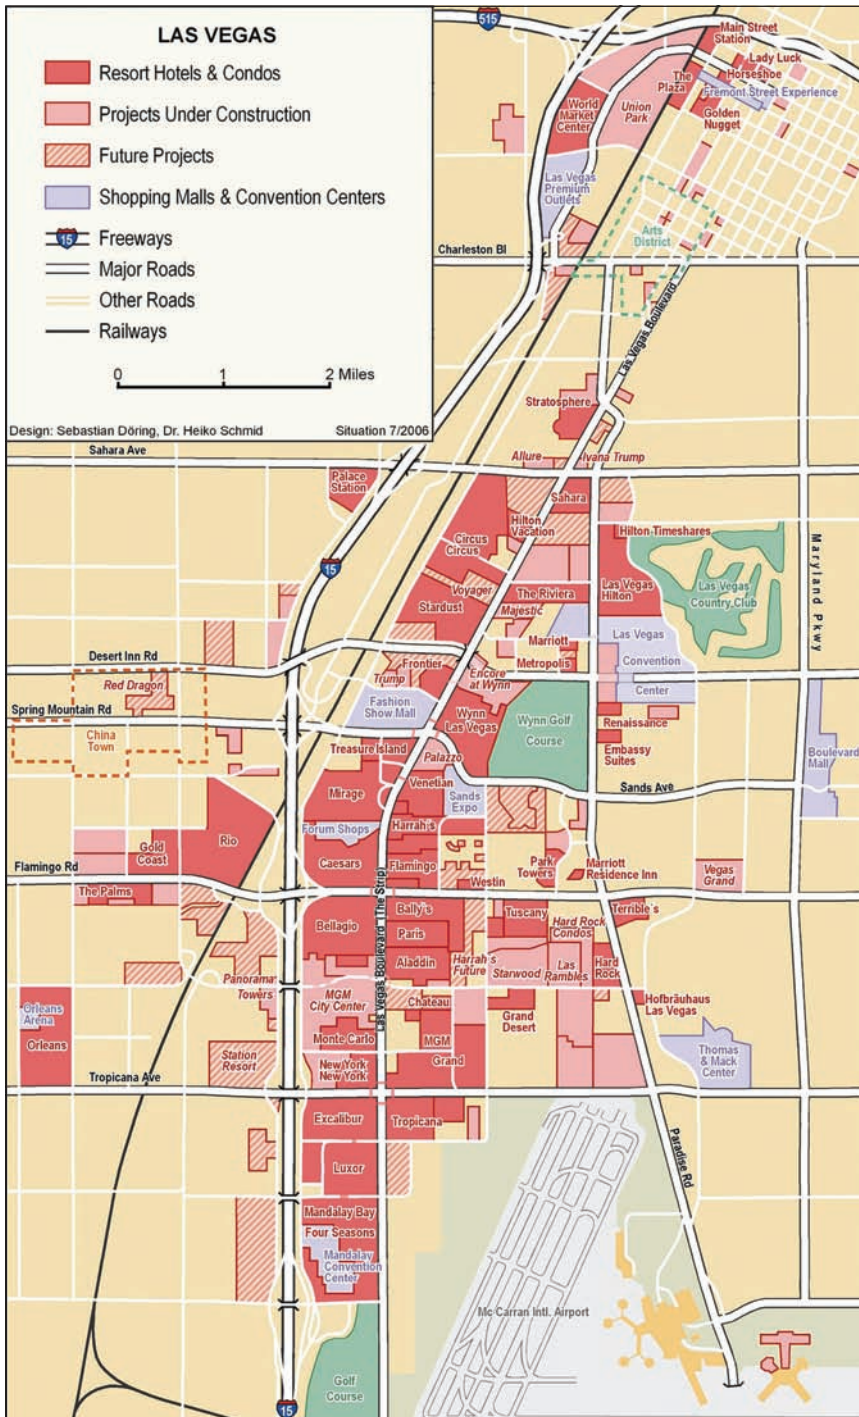 LAS VEGAS
Resort Hotels & Condos
Projects Under Construction
Future Projects
Shopping Malls & Convention Centers
15
Freeways
Major Roads
Other Roads
Railways
0 1 2 Miles
Design: Sebastian Döring, Dr. Heiko Schmid
Situation 7/2006
515
Main Street
Station
Lady Luck
Horseshoe
The
Plaza
Fremont Street Experience
Golden
Nugget
World
Market
Center
Union
Park
Las Vegas
Premium
Outlets
Arts
District
Charleston Bl
Las Vegas Boulevard
Stratosphere
Allure
Ivana Trump
Sahara Ave
Palace
Station
Sahara
Hilton
Vacation
Hilton Timeshares
Circus
Circus
15
Maryland Pkwy
Las Vegas
Country Club
Voyager
The Riviera
Las Vegas
Hilton
Stardust
Majestic
Marriott
Las Vegas
Convention
Center
Desert Inn Rd
Frontier
Metropolis
Trump
Encore
at Wynn
Red Dragon
Spring Mountain Rd
Fashion
Show Mall
Wynn
Las Vegas
Wynn Golf
Course
Renaissance
China
Town
Treasure Island
Palazzo
Embassy
Suites
Boulevard
Mall
Mirage
Venetian
Sands
Expo
Sands Ave
Forum Shops
Harrah's
Rio
Gold
Coast
Caesars
Flamingo
Park
Towers
Marriott
Residence Inn
Vegas
Grand
Flamingo Rd
Westin
The Palms
Bally's
Tuscany
Terrible's
Bellagio
Paris
Hard Rock
Condos
Las Vegas Boulevard (The Strip)
Aladdin
Harrah's
Future
Starwood
Las
Ramblas
Hard
Rock
Panorama
Towers
MGM
City Center
Chateau
Hofbräuhaus
Las Vegas
Orleans
Arena
Orleans
Monte Carlo
MGM
Grand
Grand
Desert
Station
Resort
New York
New York
Thomas
& Mack
Center
Tropicana Ave
Excalibur
Tropicana
Paradise Rd
Luxor
Mandalay Bay
Four Seasons
Mandalay
Convention
Center
Mc Carran Intl. Airport
Golf
Course
15